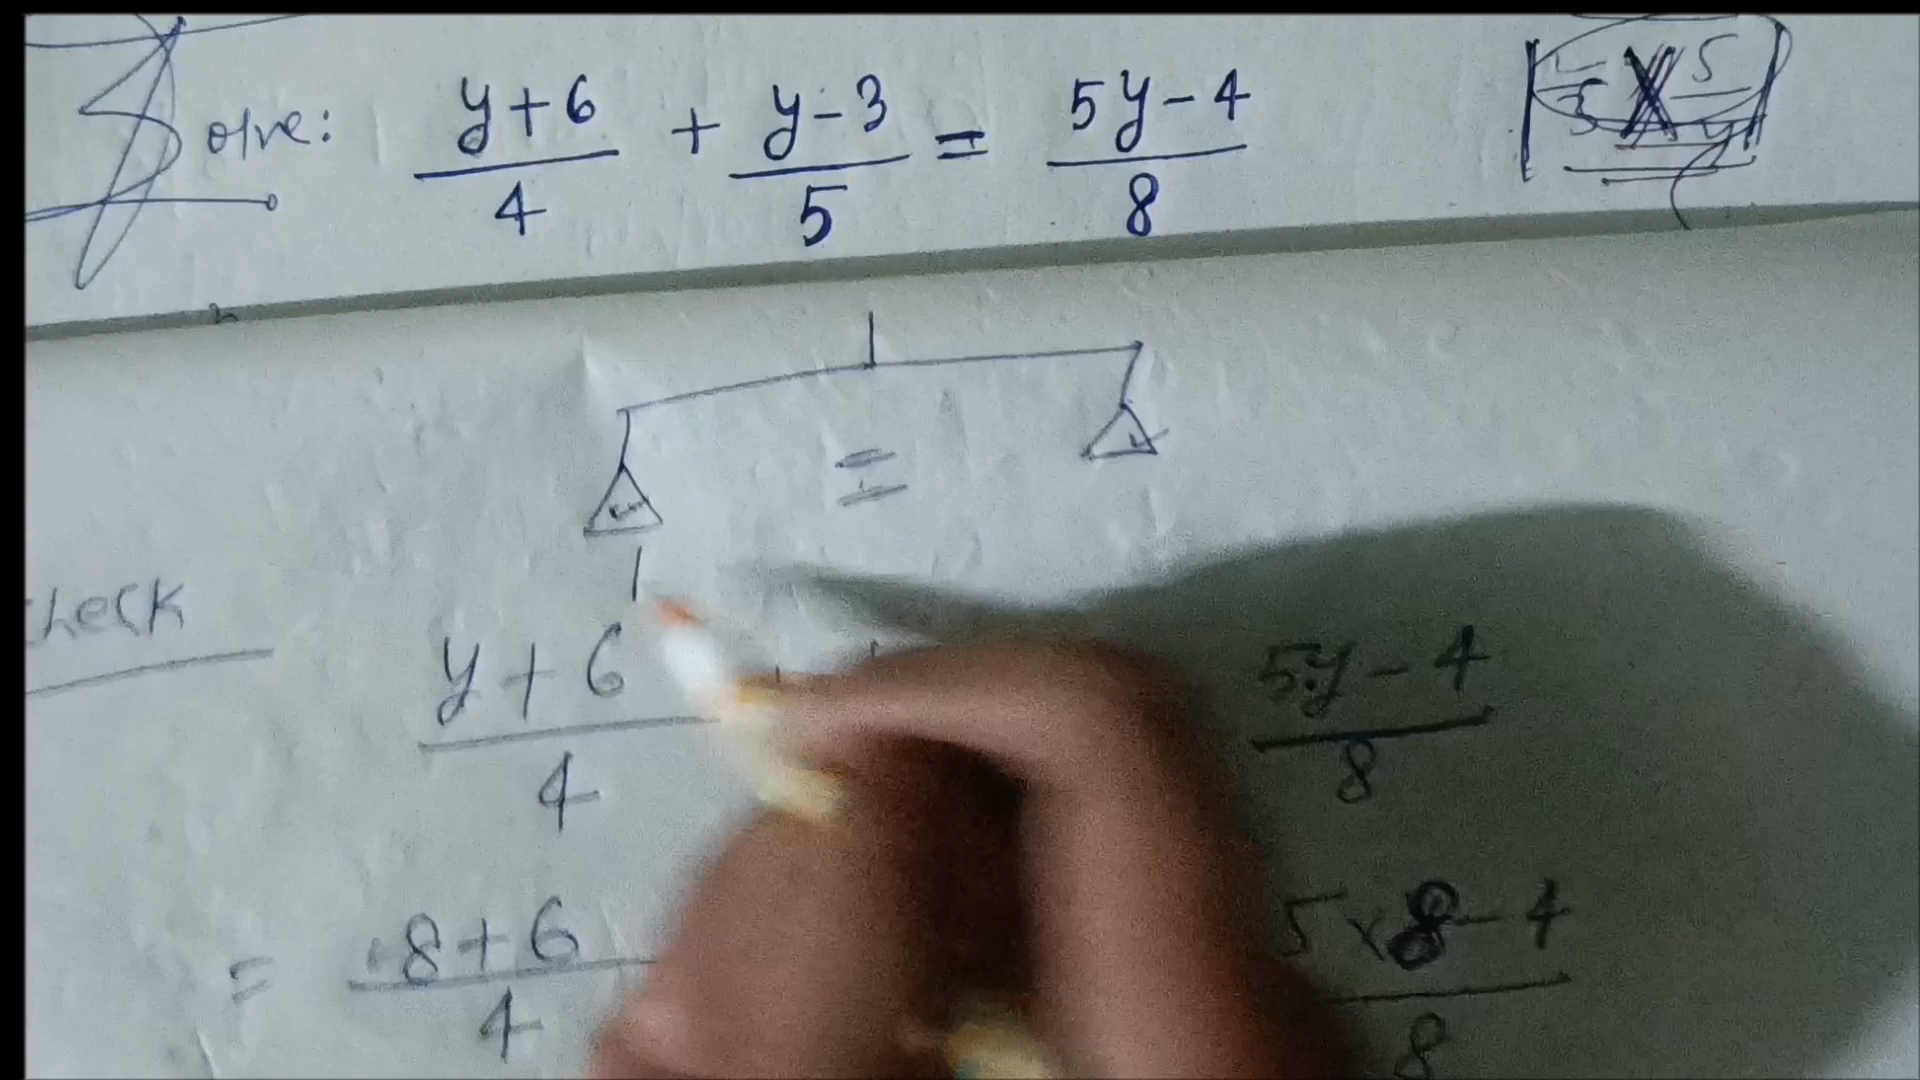 Solve: y+6/4 + y-3/5 = 5y-4/8
=
check
y+6/4 5y-4/8
= 8+6/4 5×8-4/8